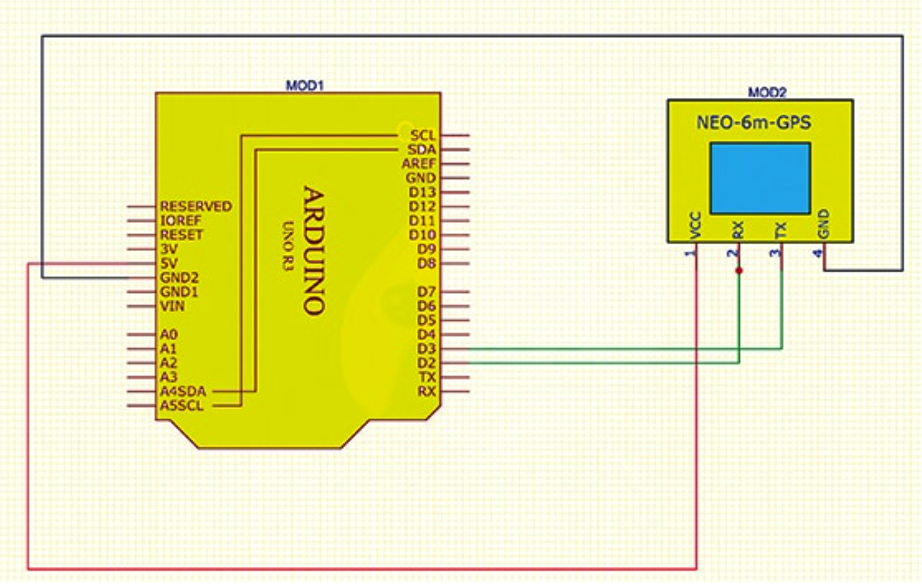 MOD1
ARDUINO
UNO R3
RESERVED
IOREF
RESET
3V
5V
GND2
GND1
VIN
A0
A1
A2
A3
A4SDA
A5SCL
SCL
SDA
AREF
GND
D13
D12
D11
D10
D9
D8
D7
D6
D5
D4
D3
D2
TX
RX
MOD2
NEO-6m-GPS
VCC
RX
TX
GND
1
2
3
4